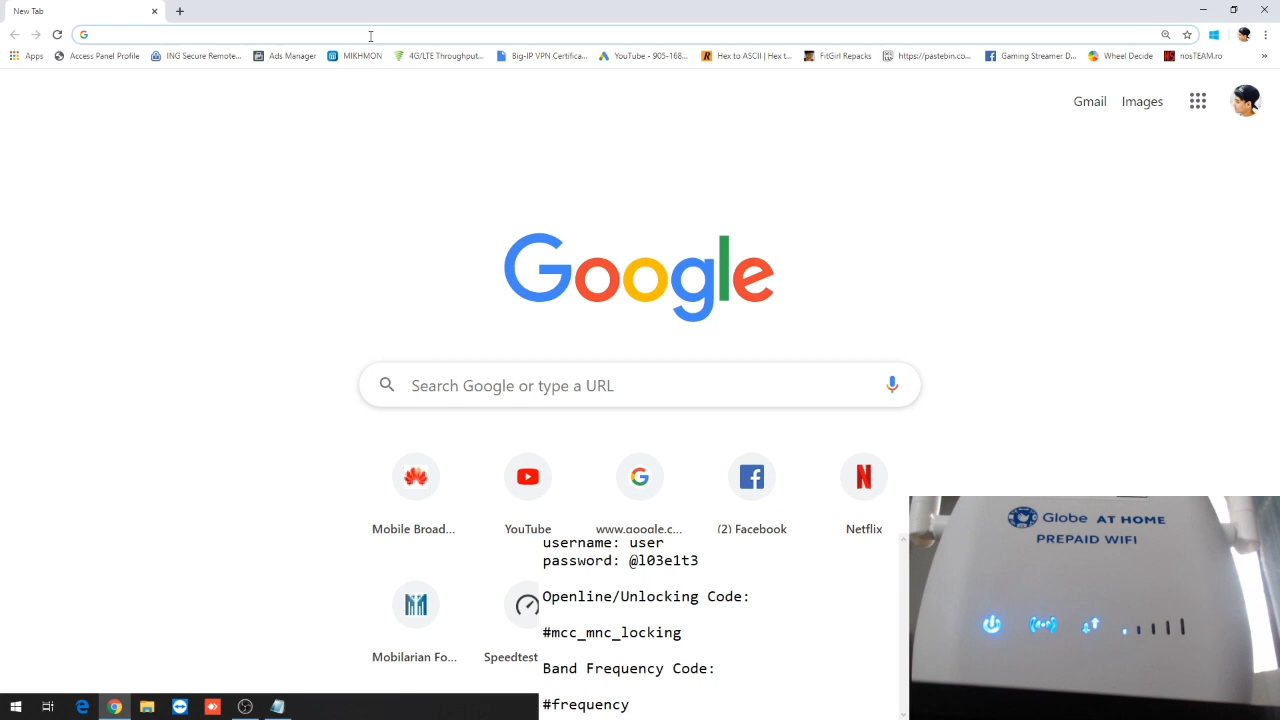 New Tab
Apps
Access Panel Profile
ING Secure Remote...
Ads Manager
MIKHMON
4G/LTE Throughput...
Big-IP VPN Certifica...
YouTube - 905-168...
Hex to ASCII | Hex t...
FitGirl Repacks
https://pastebin.co...
Gaming Streamer D...
Wheel Decide
nosTEAM.ro
Gmail
Images
Google
Search Google or type a URL
Mobile Broad...
YouTube
www.google.c...
(2) Facebook
Netflix
Mobilarian Fo...
Speedtest
username: user
password: @l03e1t3
Openline/Unlocking Code:
#mcc_mnc_locking
Band Frequency Code:
#frequency
Globe AT HOME
PREPAID WIFI